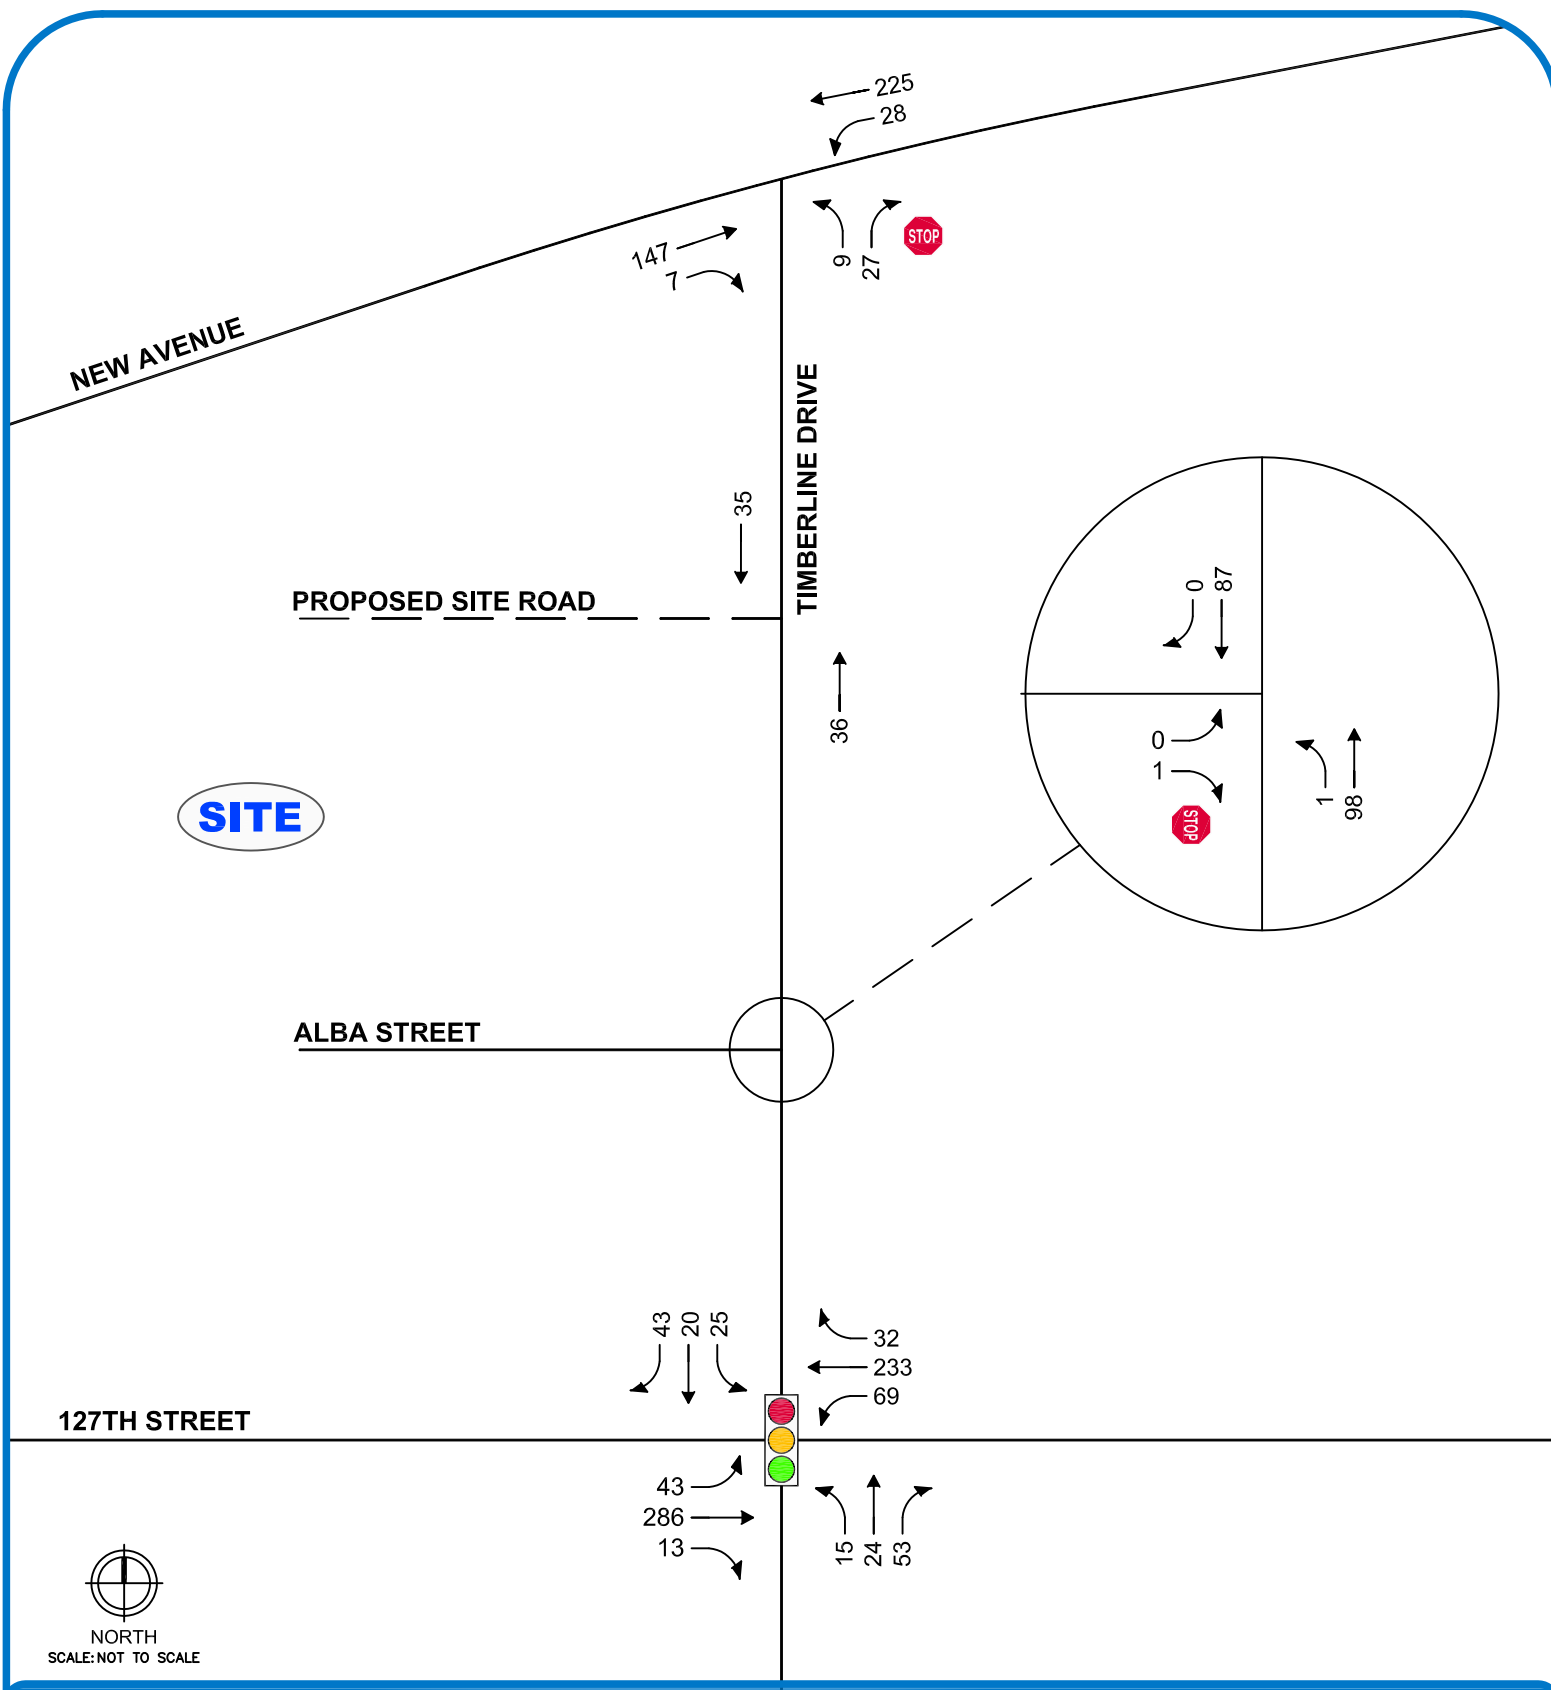 225
28
STOP
147
7
9
27
NEW AVENUE
TIMBERLINE DRIVE
35
PROPOSED SITE ROAD
36
0
87
0
1
STOP
1
98
SITE
ALBA STREET
43
20
25
32
233
69
127TH STREET
43
286
13
15
24
53
NORTH
SCALE: NOT TO SCALE